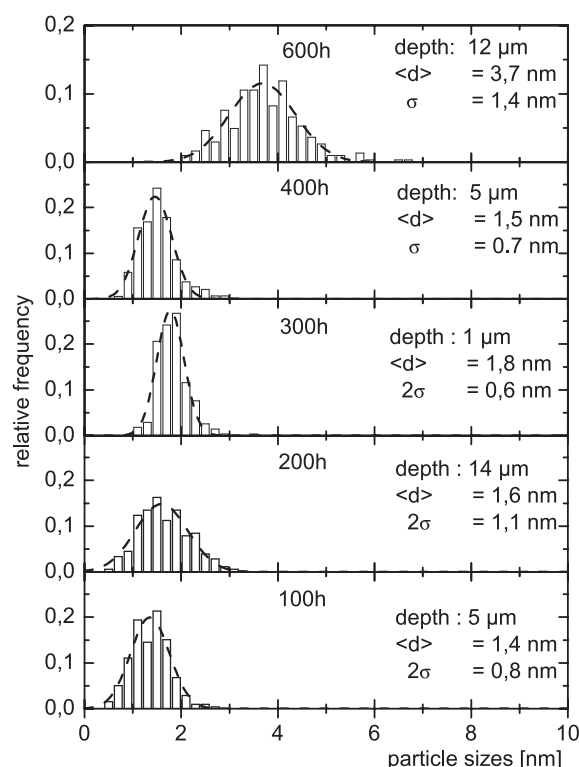 relative frequency
0,2
0,1
0,0
600h
depth: 12 µm
<d> = 3,7 nm
σ = 1,4 nm
0,2
0,1
0,0
400h
depth: 5 µm
<d> = 1,5 nm
σ = 0.7 nm
0,2
0,1
0,0
300h
depth : 1 µm
<d> = 1,8 nm
2σ = 0,6 nm
0,2
0,1
0,0
200h
depth : 14 µm
<d> = 1,6 nm
2σ = 1,1 nm
0,2
0,1
0,0
100h
depth : 5 µm
<d> = 1,4 nm
2σ = 0,8 nm
0 2 4 6 8 10
particle sizes [nm]